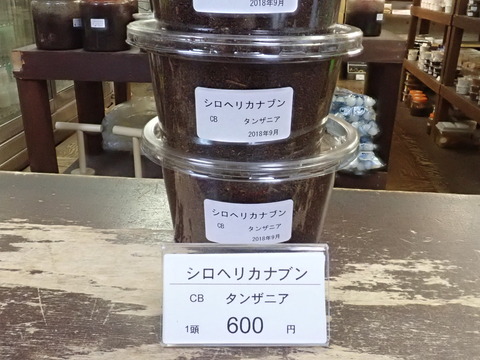 2018年9月
シロヘリカナブン
CB タンザニア
2018年9月
シロヘリカナブン
CB タンザニア
2018年9月
シロヘリカナブン
CB タンザニア
1頭 600 円